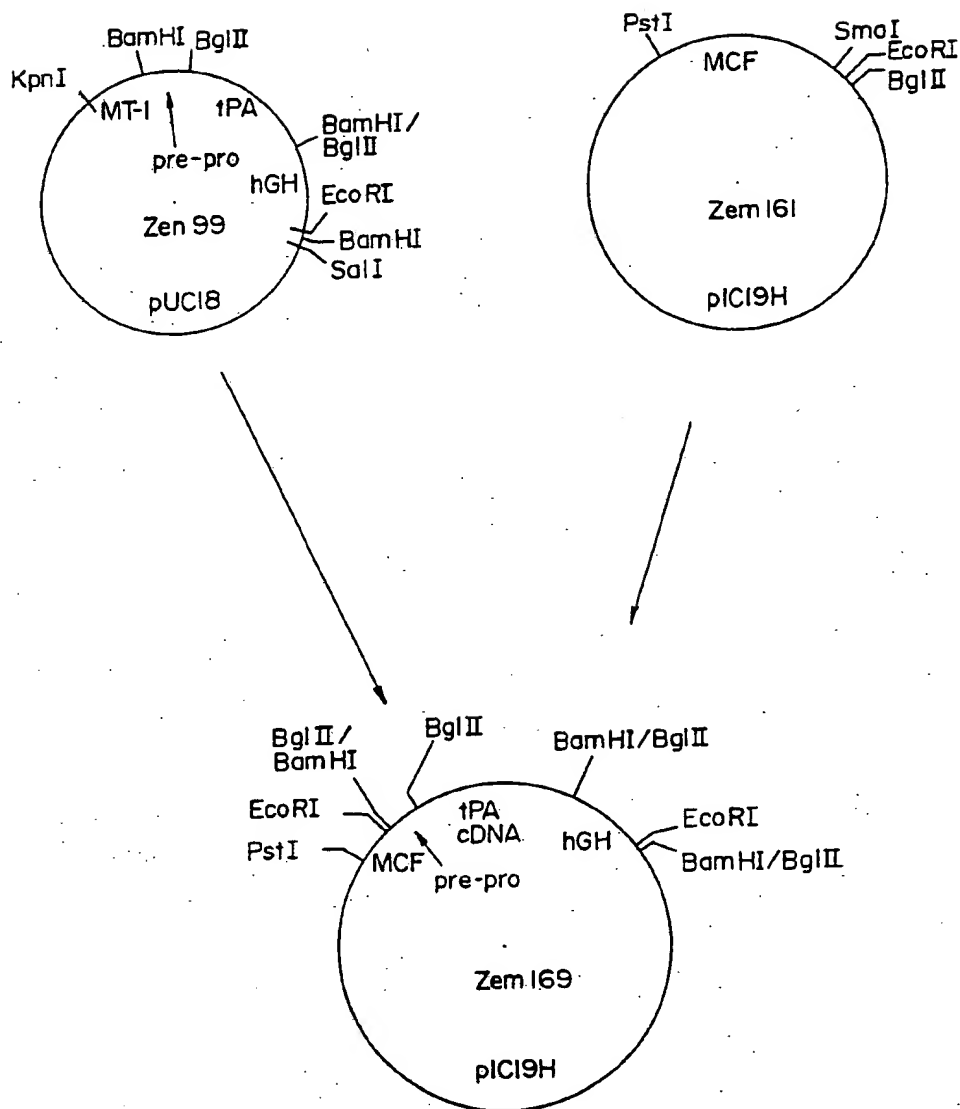 BamHI
BglII
KpnI
MT-I
tPA
pre-pro
BamHI/
BglII
hGH
EcoRI
BamHI
SalI
Zen 99
pUC18
PstI
MCF
SmaI
EcoRI
BglII
Zem 161
pIC19H
BglII/
BamHI
BglII
BamHI/BglII
EcoRI
PstI
MCF
tPA
cDNA
pre-pro
hGH
EcoRI
BamHI/BglII
Zem 169
pIC19H